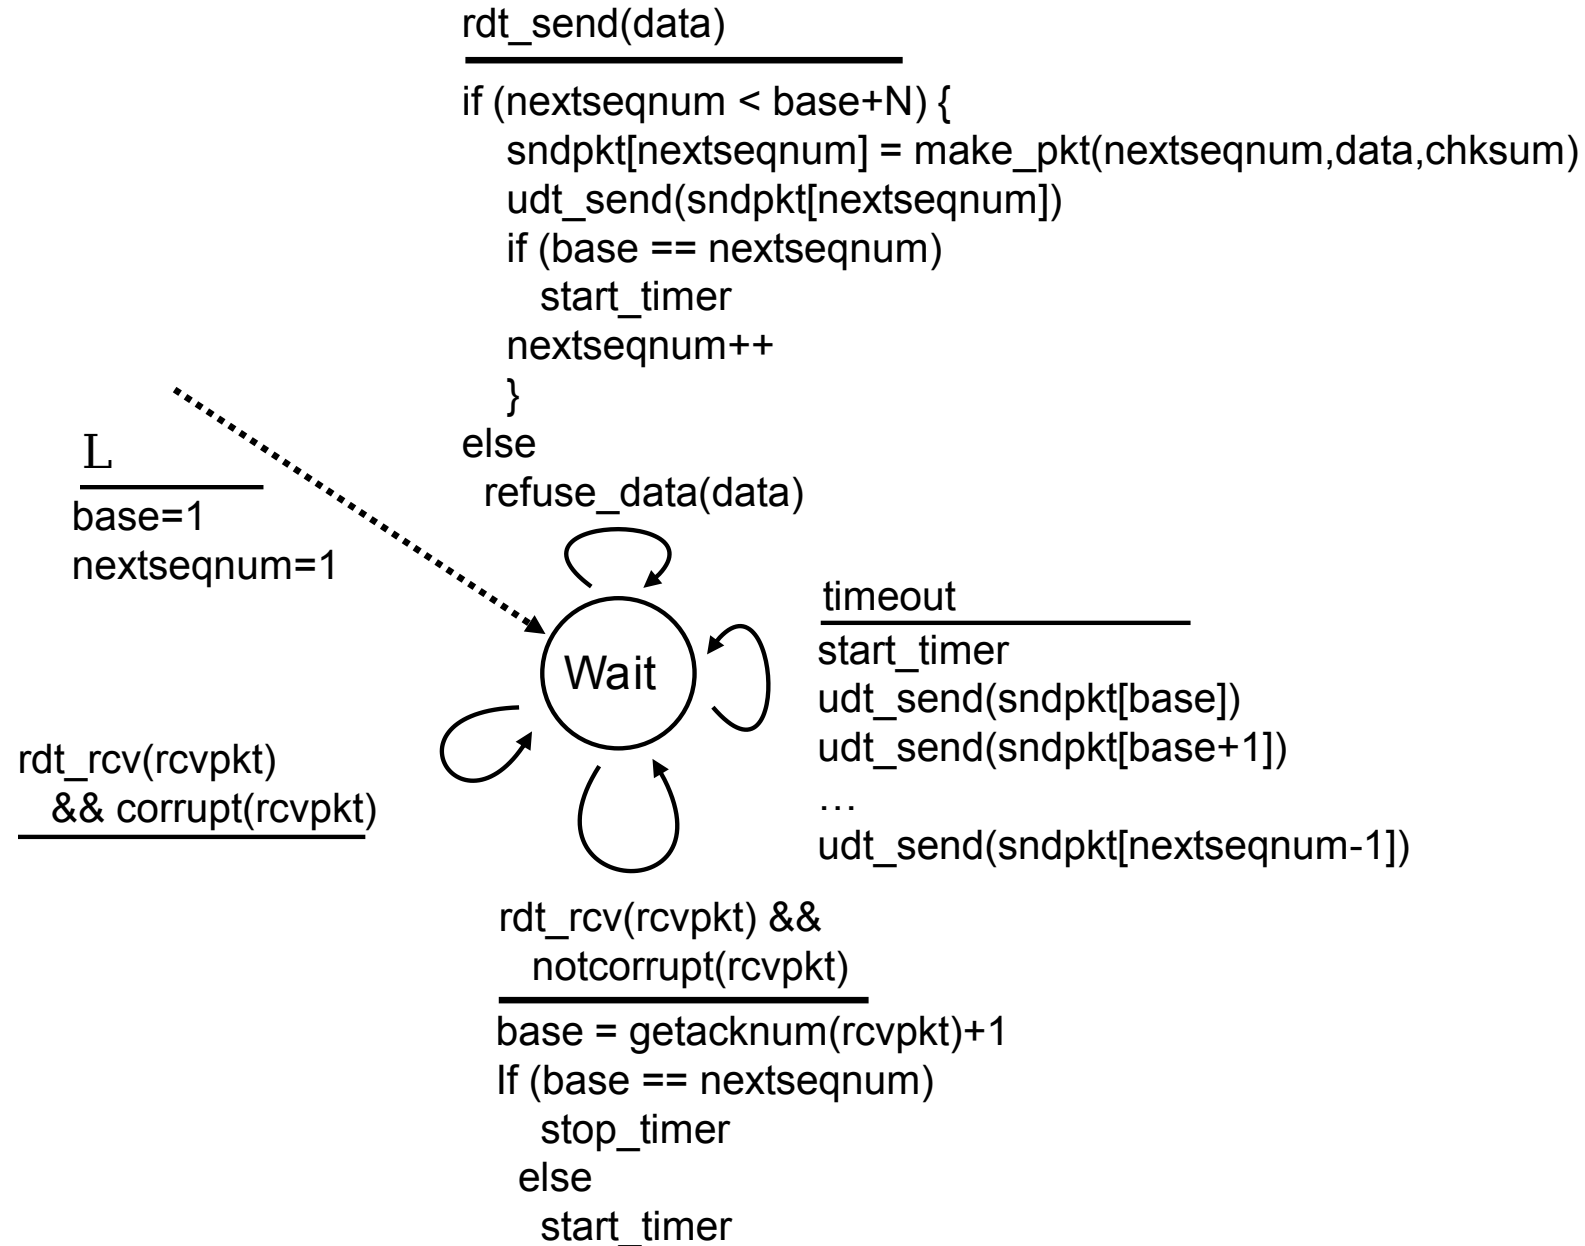 rdt_send(data)
if (nextseqnum < base+N) {
sndpkt[nextseqnum] = make_pkt(nextseqnum,data,chksum)
udt_send(sndpkt[nextseqnum])
if (base == nextseqnum)
start_timer
nextseqnum++
}
else
refuse_data(data)
L
base=1
nextseqnum=1
Wait
timeout
start_timer
udt_send(sndpkt[base])
udt_send(sndpkt[base+1])
…
udt_send(sndpkt[nextseqnum-1])
rdt_rcv(rcvpkt)
&& corrupt(rcvpkt)
rdt_rcv(rcvpkt) &&
notcorrupt(rcvpkt)
base = getacknum(rcvpkt)+1
If (base == nextseqnum)
stop_timer
else
start_timer